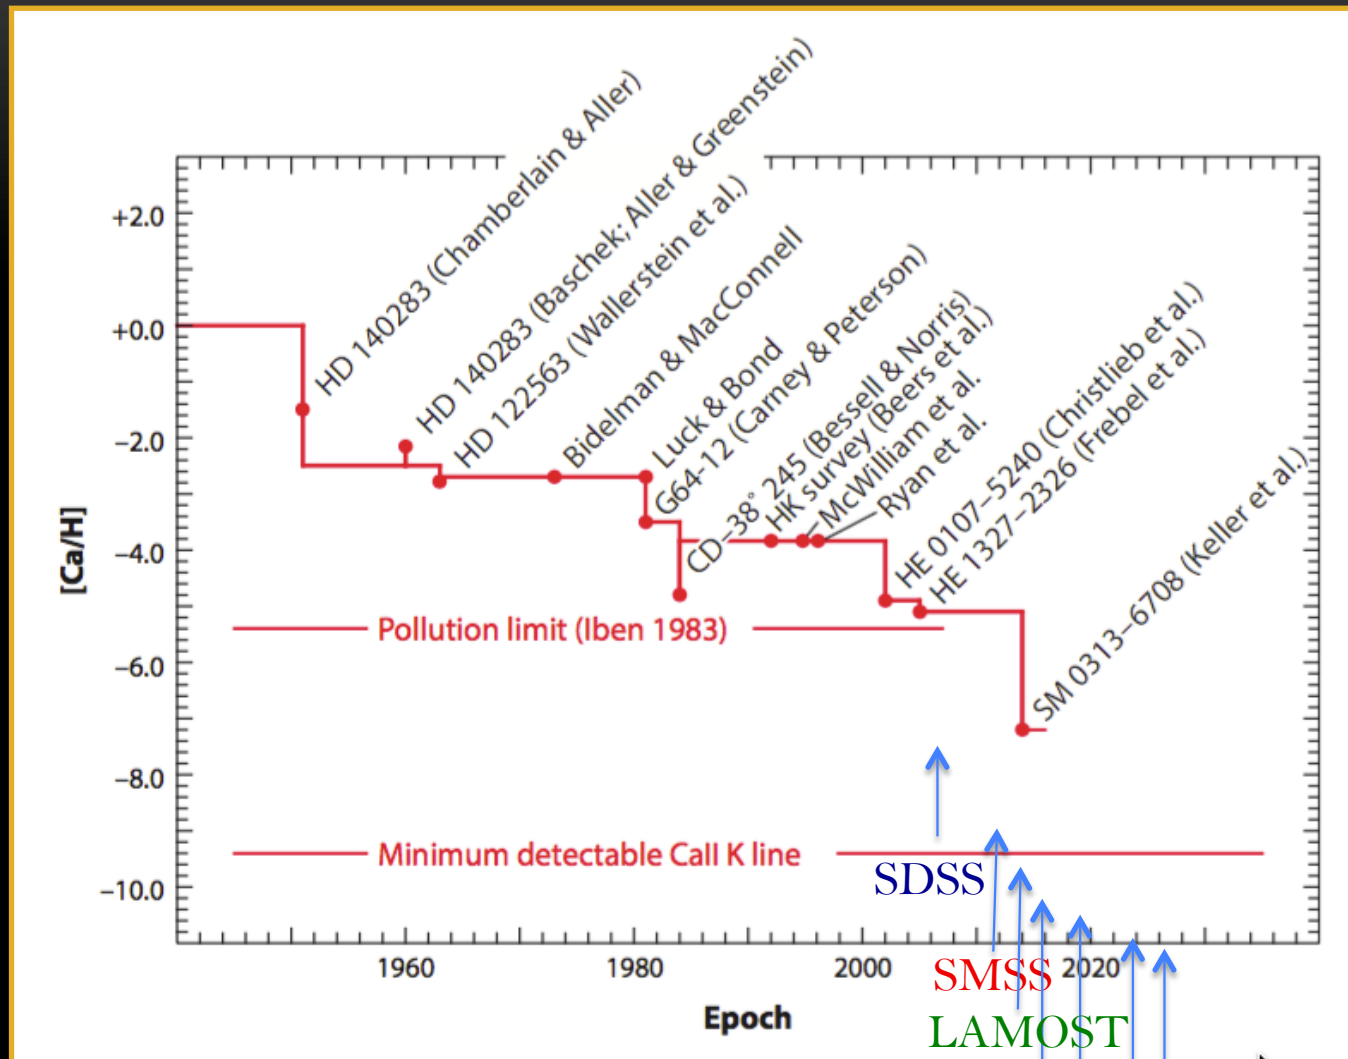 HD 140283 (Chamberlain & Aller)
HD 140283 (Baschek; Aller & Greenstein)
HD 122563 (Wallerstein et al.)
Bidelman & MacConnell
Luck & Bond
G64-12 (Carney & Peterson)
CD–38° 245 (Bessell & Norris)
HK survey (Beers et al.)
McWilliam et al.
Ryan et al.
HE 0107–5240 (Christlieb et al.)
HE 1327–2326 (Frebel et al.)
SM 0313–6708 (Keller et al.)
+2.0
+0.0
–2.0
–4.0
–6.0
–8.0
–10.0
[Ca/H]
Pollution limit (Iben 1983)
Minimum detectable CaII K line
SDSS
1960
1980
2000
2020
SMSS
LAMOST
Epoch